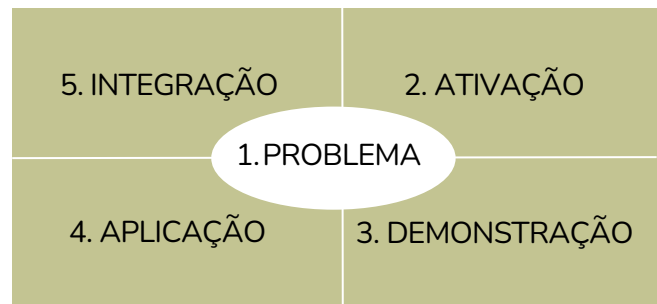 5. INTEGRAÇÃO
2. ATIVAÇÃO
1. PROBLEMA
4. APLICAÇÃO
3. DEMONSTRAÇÃO